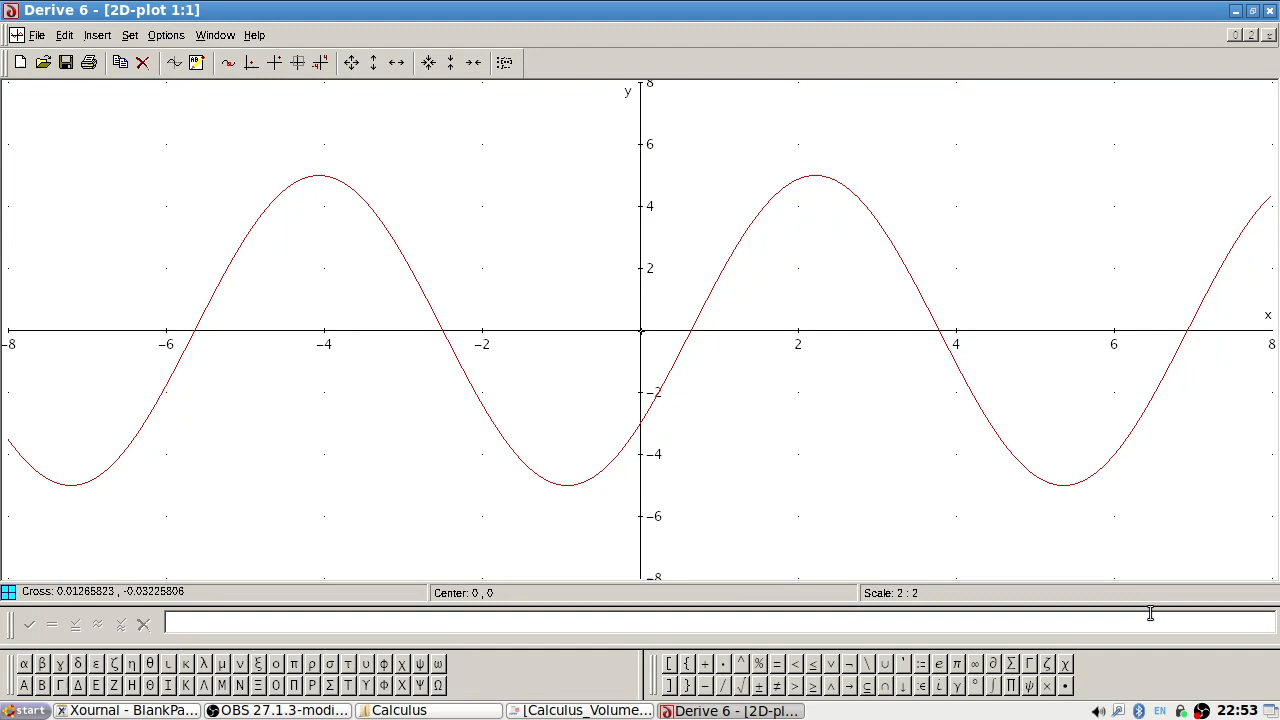 Derive 6 - [2D-plot 1:1]
File Edit Insert Set Options Window Help
y
8
6
4
2
x
-8 -6 -4 -2 2 4 6 8
-2
-4
-6
-8
Cross: 0.01265823 , -0.03225806 Center: 0 , 0 Scale: 2 : 2
α β γ δ ε ζ η θ ι κ λ μ ν ξ ο π ρ σ τ υ φ χ ψ ω [ { + · ^ % = < ≤ ∨ ¬ \ ∪ ' := e π ∞ ∂ ∑ Γ ζ χ
Α Β Γ Δ Ε Ζ Η Θ Ι Κ Λ Μ Ν Ξ Ο Π Ρ Σ Τ Υ Φ Χ Ψ Ω ] } − / √ ± ≠ > ≥ ∧ → ⊆ ∩ ↓ :∈ i γ ° ∫ ∏ ψ × •
start Xournal - BlankPa... OBS 27.1.3-modi... Calculus [Calculus_Volume... Derive 6 - [2D-pl... EN 22:53